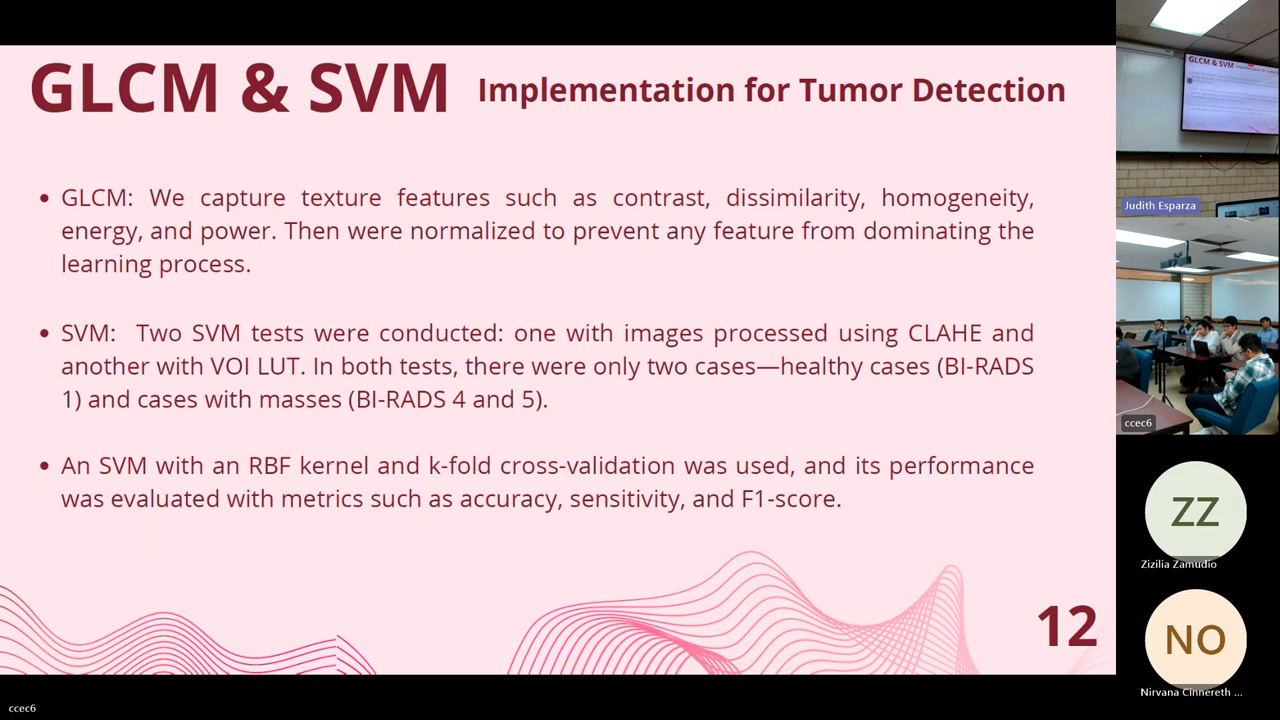 GLCM & SVM Implementation for Tumor Detection
• GLCM: We capture texture features such as contrast, dissimilarity, homogeneity,
energy, and power. Then were normalized to prevent any feature from dominating the
learning process.
• SVM: Two SVM tests were conducted: one with images processed using CLAHE and
another with VOI LUT. In both tests, there were only two cases—healthy cases (BI-RADS
1) and cases with masses (BI-RADS 4 and 5).
• An SVM with an RBF kernel and k-fold cross-validation was used, and its performance
was evaluated with metrics such as accuracy, sensitivity, and F1-score.
12
ccec6
GLCM & SVM
Judith Esparza
ccec6
ZZ
Zizilia Zamudio
NO
Nirvana Cinnereth ...